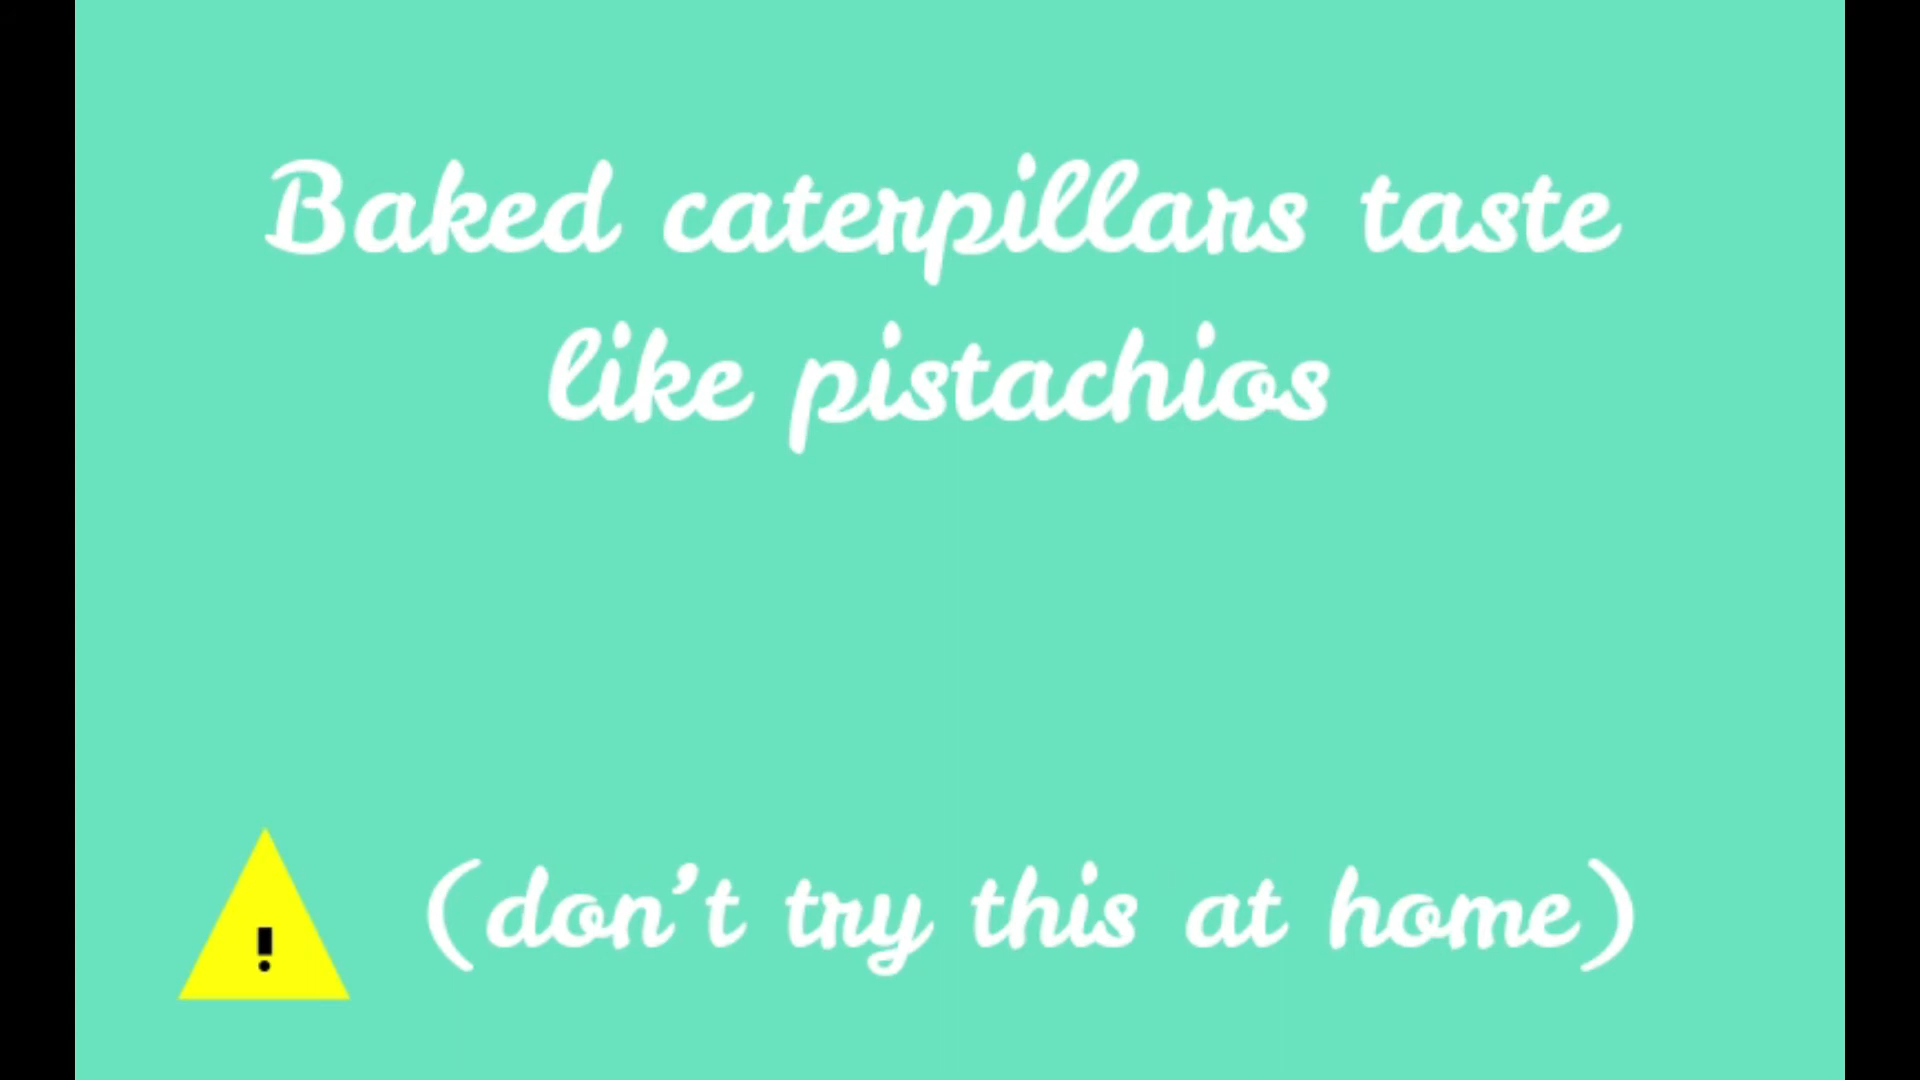 Baked caterpillars taste
like pistachios
!
(don't try this at home)